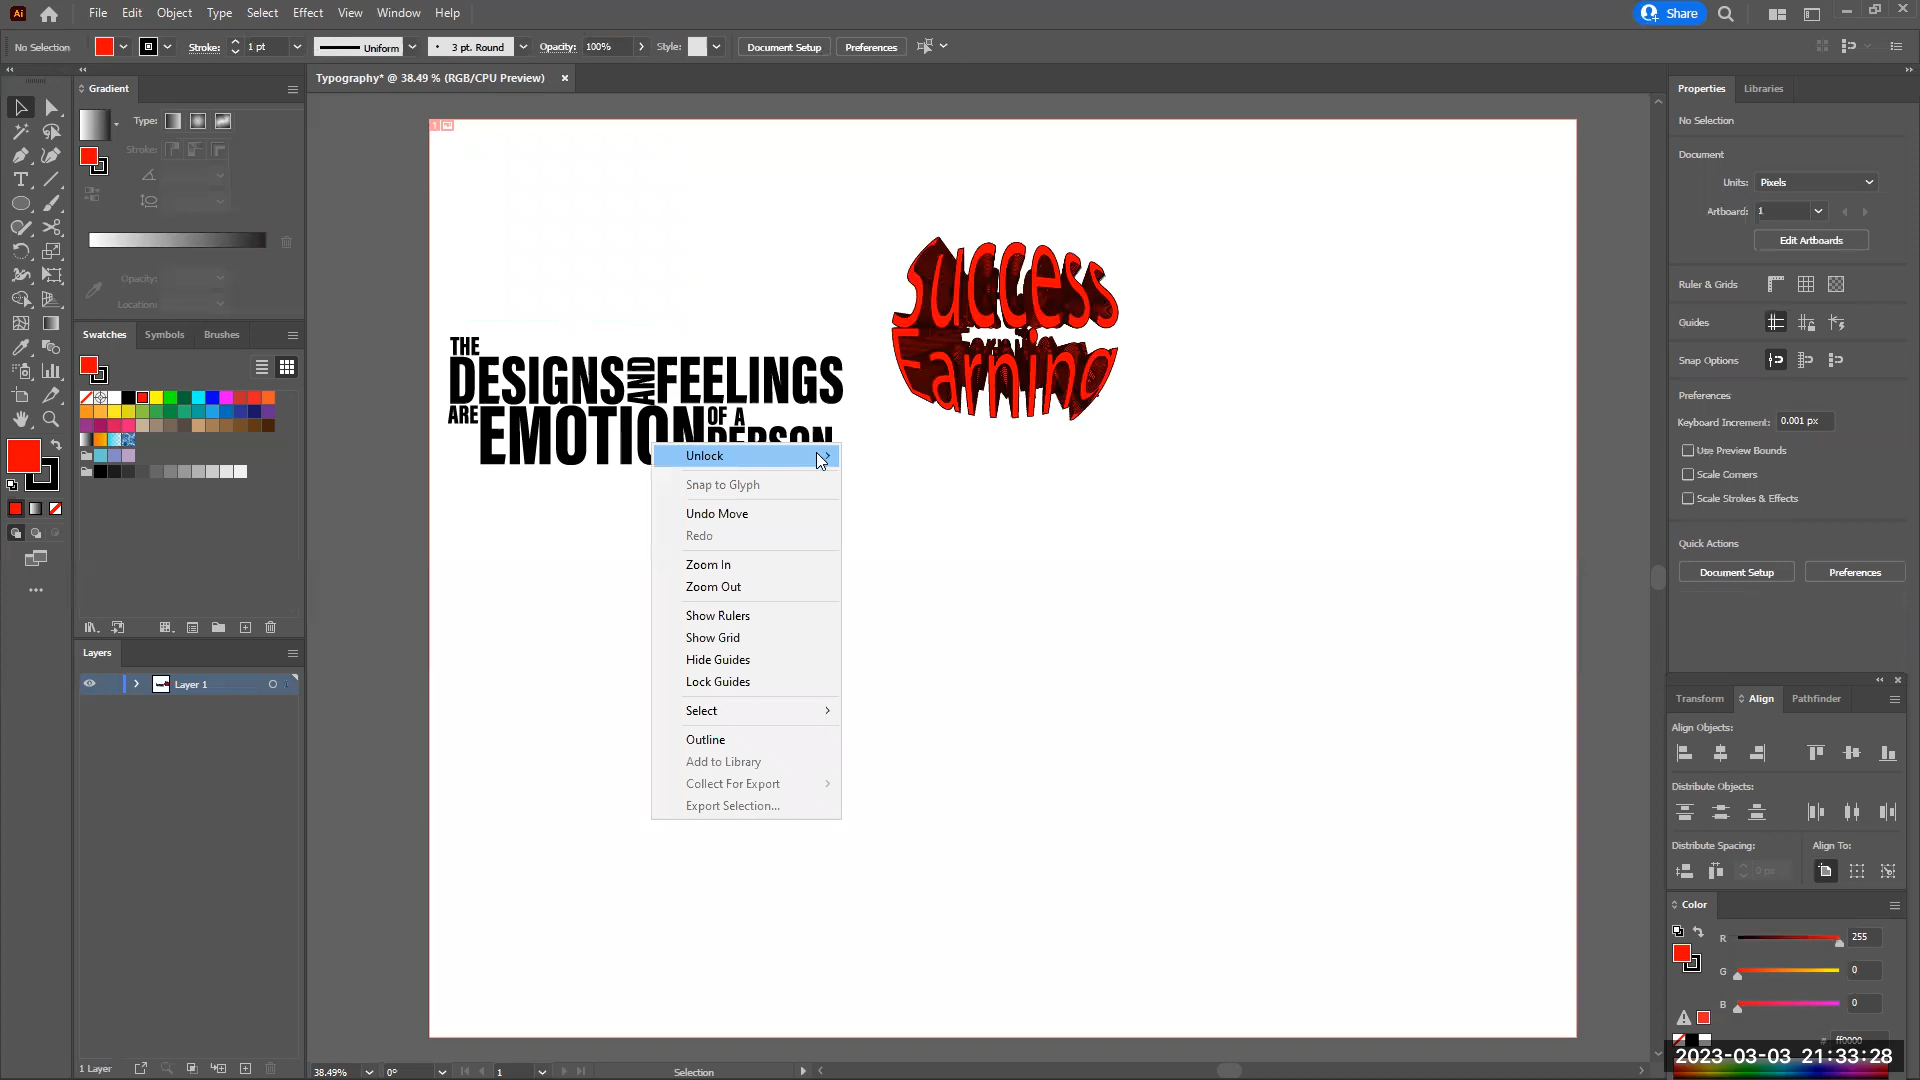 Ai
File Edit Object Type Select Effect View Window Help
Share
No Selection
Stroke:
1 pt
Uniform
3 pt. Round
Opacity:
100%
Style:
Document Setup
Preferences
Typography* @ 38.49 % (RGB/CPU Preview)
Gradient
Type:
Stroke:
Opacity:
Location:
Swatches Symbols Brushes
Layers
Layer 1
1 Layer
THE
DESIGNS AND FEELINGS
ARE EMOTION OF A
PERSON
Success
Earning
Unlock
Snap to Glyph
Undo Move
Redo
Zoom In
Zoom Out
Show Rulers
Show Grid
Hide Guides
Lock Guides
Select
Outline
Add to Library
Collect For Export
Export Selection...
38.49%
0°
1
Selection
Properties Libraries
No Selection
Document
Units: Pixels
Artboard: 1
Edit Artboards
Ruler & Grids
Guides
Snap Options
Preferences
Keyboard Increment: 0.001 px
Use Preview Bounds
Scale Corners
Scale Strokes & Effects
Quick Actions
Document Setup Preferences
Transform Align Pathfinder
Align Objects:
Distribute Objects:
Distribute Spacing: Align To:
0 px
Color
R 255
G 0
B 0
# ff0000
2023-03-03 21:33:28